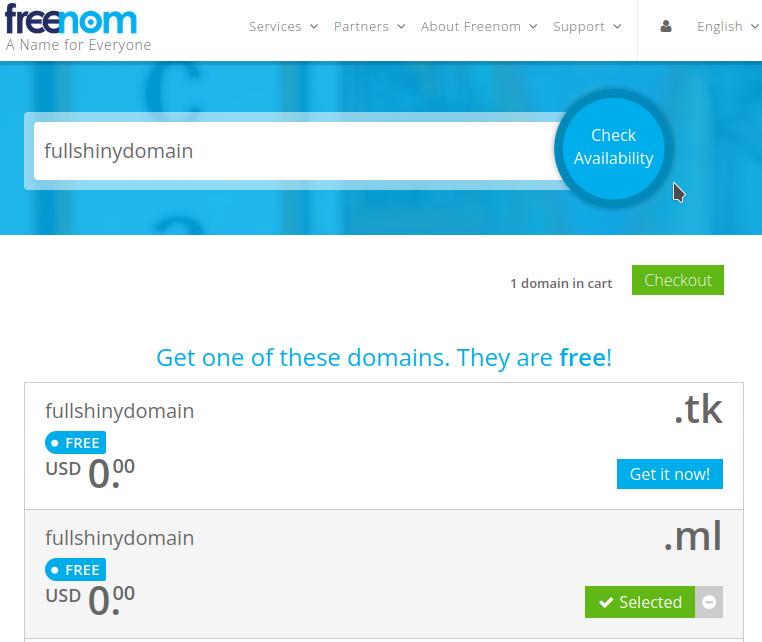 freenom
A Name for Everyone
Services Partners About Freenom Support English
fullshinydomain
Check
Availability
1 domain in cart Checkout
Get one of these domains. They are free!
fullshinydomain .tk
FREE
USD 0.00
Get it now!
fullshinydomain .ml
FREE
USD 0.00
Selected